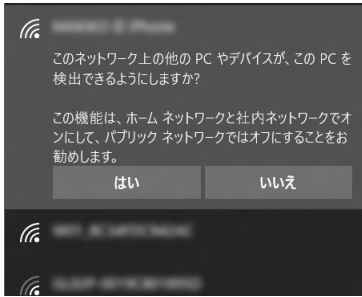 このネットワーク上の他の PC やデバイスが、この PC を
検出できるようにしますか?
この機能は、ホーム ネットワークと社内ネットワークでオ
ンにして、パブリック ネットワークではオフにすることをお
勧めします。
はい
いいえ